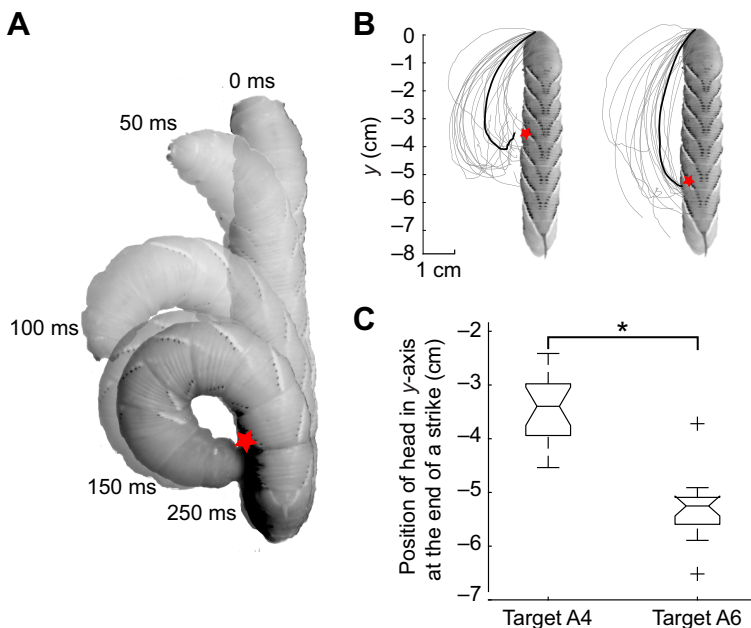 A
0 ms
50 ms
100 ms
150 ms
250 ms
B
y (cm)
0
–1
–2
–3
–4
–5
–6
–7
–8
1 cm
C
Position of head in y-axis
at the end of a strike (cm)
–2
–3
–4
–5
–6
–7
*
Target A4
Target A6